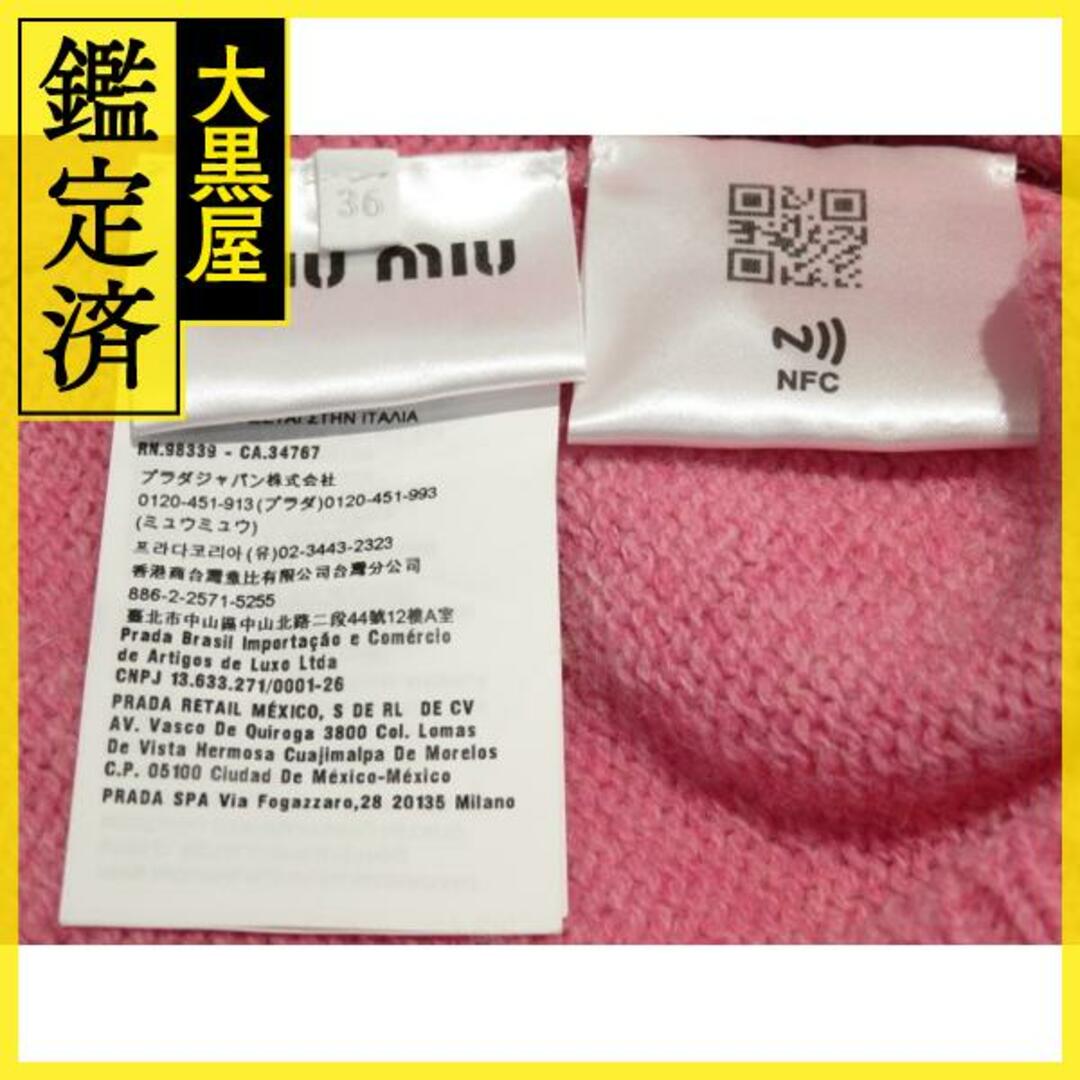 鑑定済
大黒屋
36
miu
NFC
ΣΤΗΝ ΙΤΑΛΙΑ
RN.98339 - CA.34767
プラダジャパン株式会社
0120-451-913(プラダ)0120-451-993
(ミュウミュウ)
프라다코리아(유)02-3443-2323
香港商台灣普比有限公司台灣分公司
886-2-2571-5255
臺北市中山區中山北路二段44號12樓A室
Prada Brasil Importação e Comércio
de Artigos de Luxo Ltda
CNPJ 13.633.271/0001-26
PRADA RETAIL MÉXICO, S DE RL DE CV
AV. Vasco De Quiroga 3800 Col. Lomas
De Vista Hermosa Cuajimalpa De Morelos
C.P. 05100 Ciudad De México-México
PRADA SPA Via Fogazzaro,28 20135 Milano